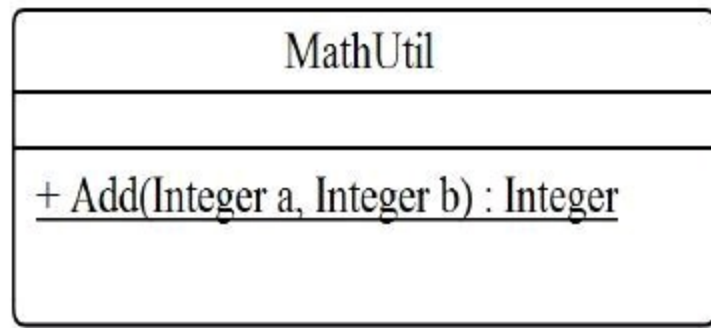 MathUtil
+ Add(Integer a, Integer b) : Integer